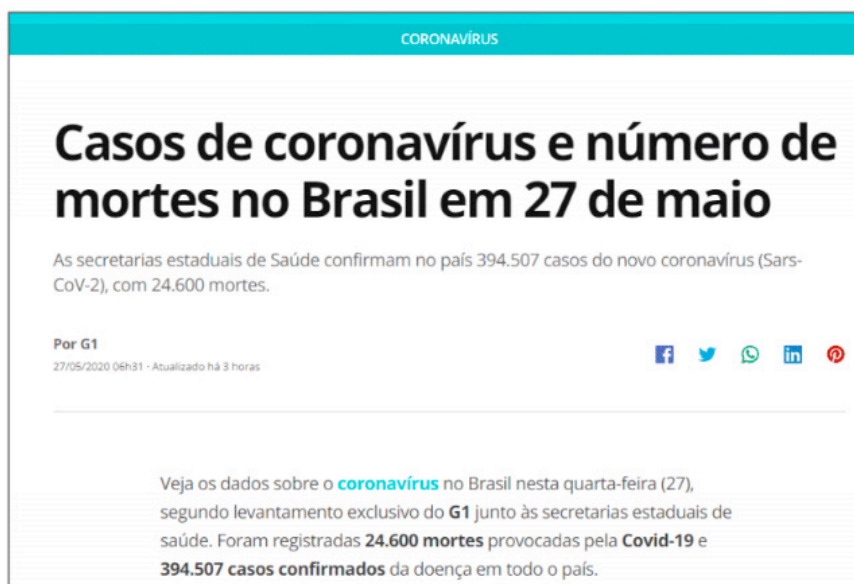 CORONAVÍRUS
Casos de coronavírus e número de
mortes no Brasil em 27 de maio
As secretarias estaduais de Saúde confirmam no país 394.507 casos do novo coronavírus (Sars-
CoV-2), com 24.600 mortes.
Por G1
27/05/2020 06h31 - Atualizado há 3 horas
Veja os dados sobre o coronavírus no Brasil nesta quarta-feira (27),
segundo levantamento exclusivo do G1 junto às secretarias estaduais de
saúde. Foram registradas 24.600 mortes provocadas pela Covid-19 e
394.507 casos confirmados da doença em todo o país.